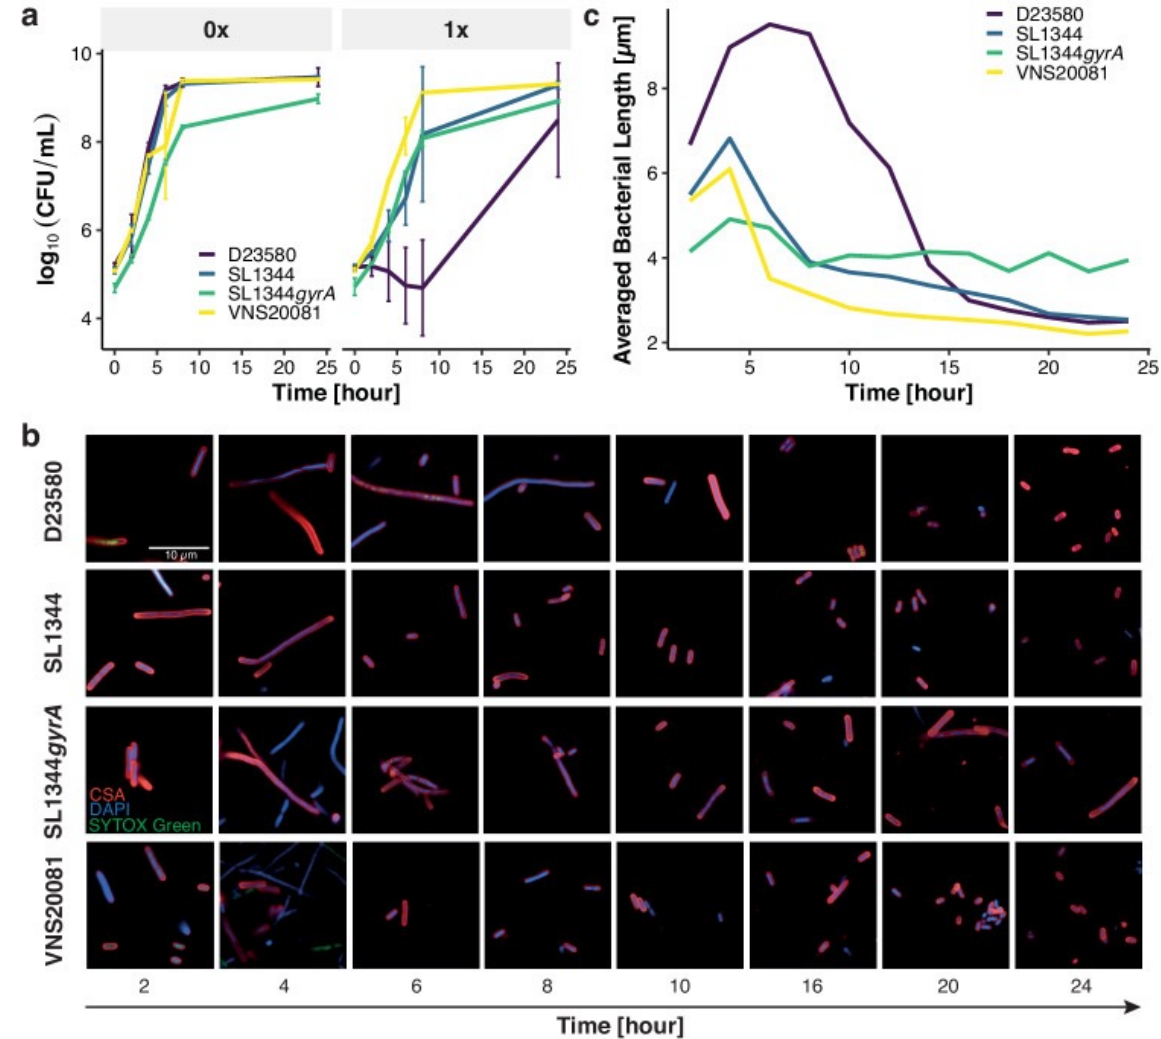 a
0x
1x
log10 (CFU/mL)
10
8
6
4
D23580
SL1344
SL1344gyrA
VNS20081
0 5 10 15 20 25
0 5 10 15 20 25
Time [hour]
c
Averaged Bacterial Length [µm]
8
6
4
2
D23580
SL1344
SL1344gyrA
VNS20081
5 10 15 20 25
Time [hour]
b
D23580
10 µm
SL1344
SL1344gyrA
CSA
DAPI
SYTOX Green
VNS20081
2 4 6 8 10 16 20 24
Time [hour]